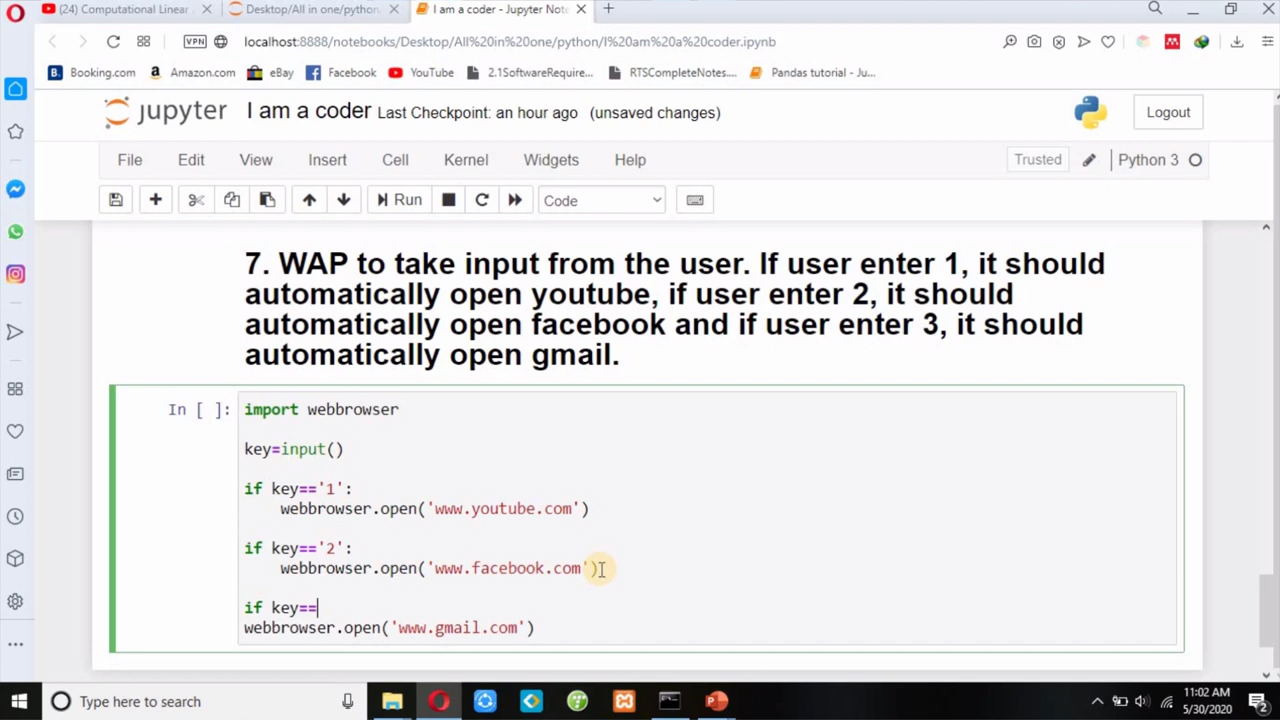 (24) Computational Linear
Desktop/All in one/python/
I am a coder - Jupyter Note
VPN
localhost:8888/notebooks/Desktop/All%20in%20one/python/I%20am%20a%20coder.ipynb
Booking.com
Amazon.com
eBay
Facebook
YouTube
2.1SoftwareRequire...
RTSCompleteNotes....
Pandas tutorial - Ju...
jupyter
I am a coder Last Checkpoint: an hour ago (unsaved changes)
Logout
File Edit View Insert Cell Kernel Widgets Help
Trusted
Python 3
Run
Code
7. WAP to take input from the user. If user enter 1, it should
automatically open youtube, if user enter 2, it should
automatically open facebook and if user enter 3, it should
automatically open gmail.
In [ ]:
import webbrowser
key=input()
if key=='1':
webbrowser.open('www.youtube.com')
if key=='2':
webbrowser.open('www.facebook.com')
if key==
webbrowser.open('www.gmail.com')
Type here to search
11:02 AM
5/30/2020
2